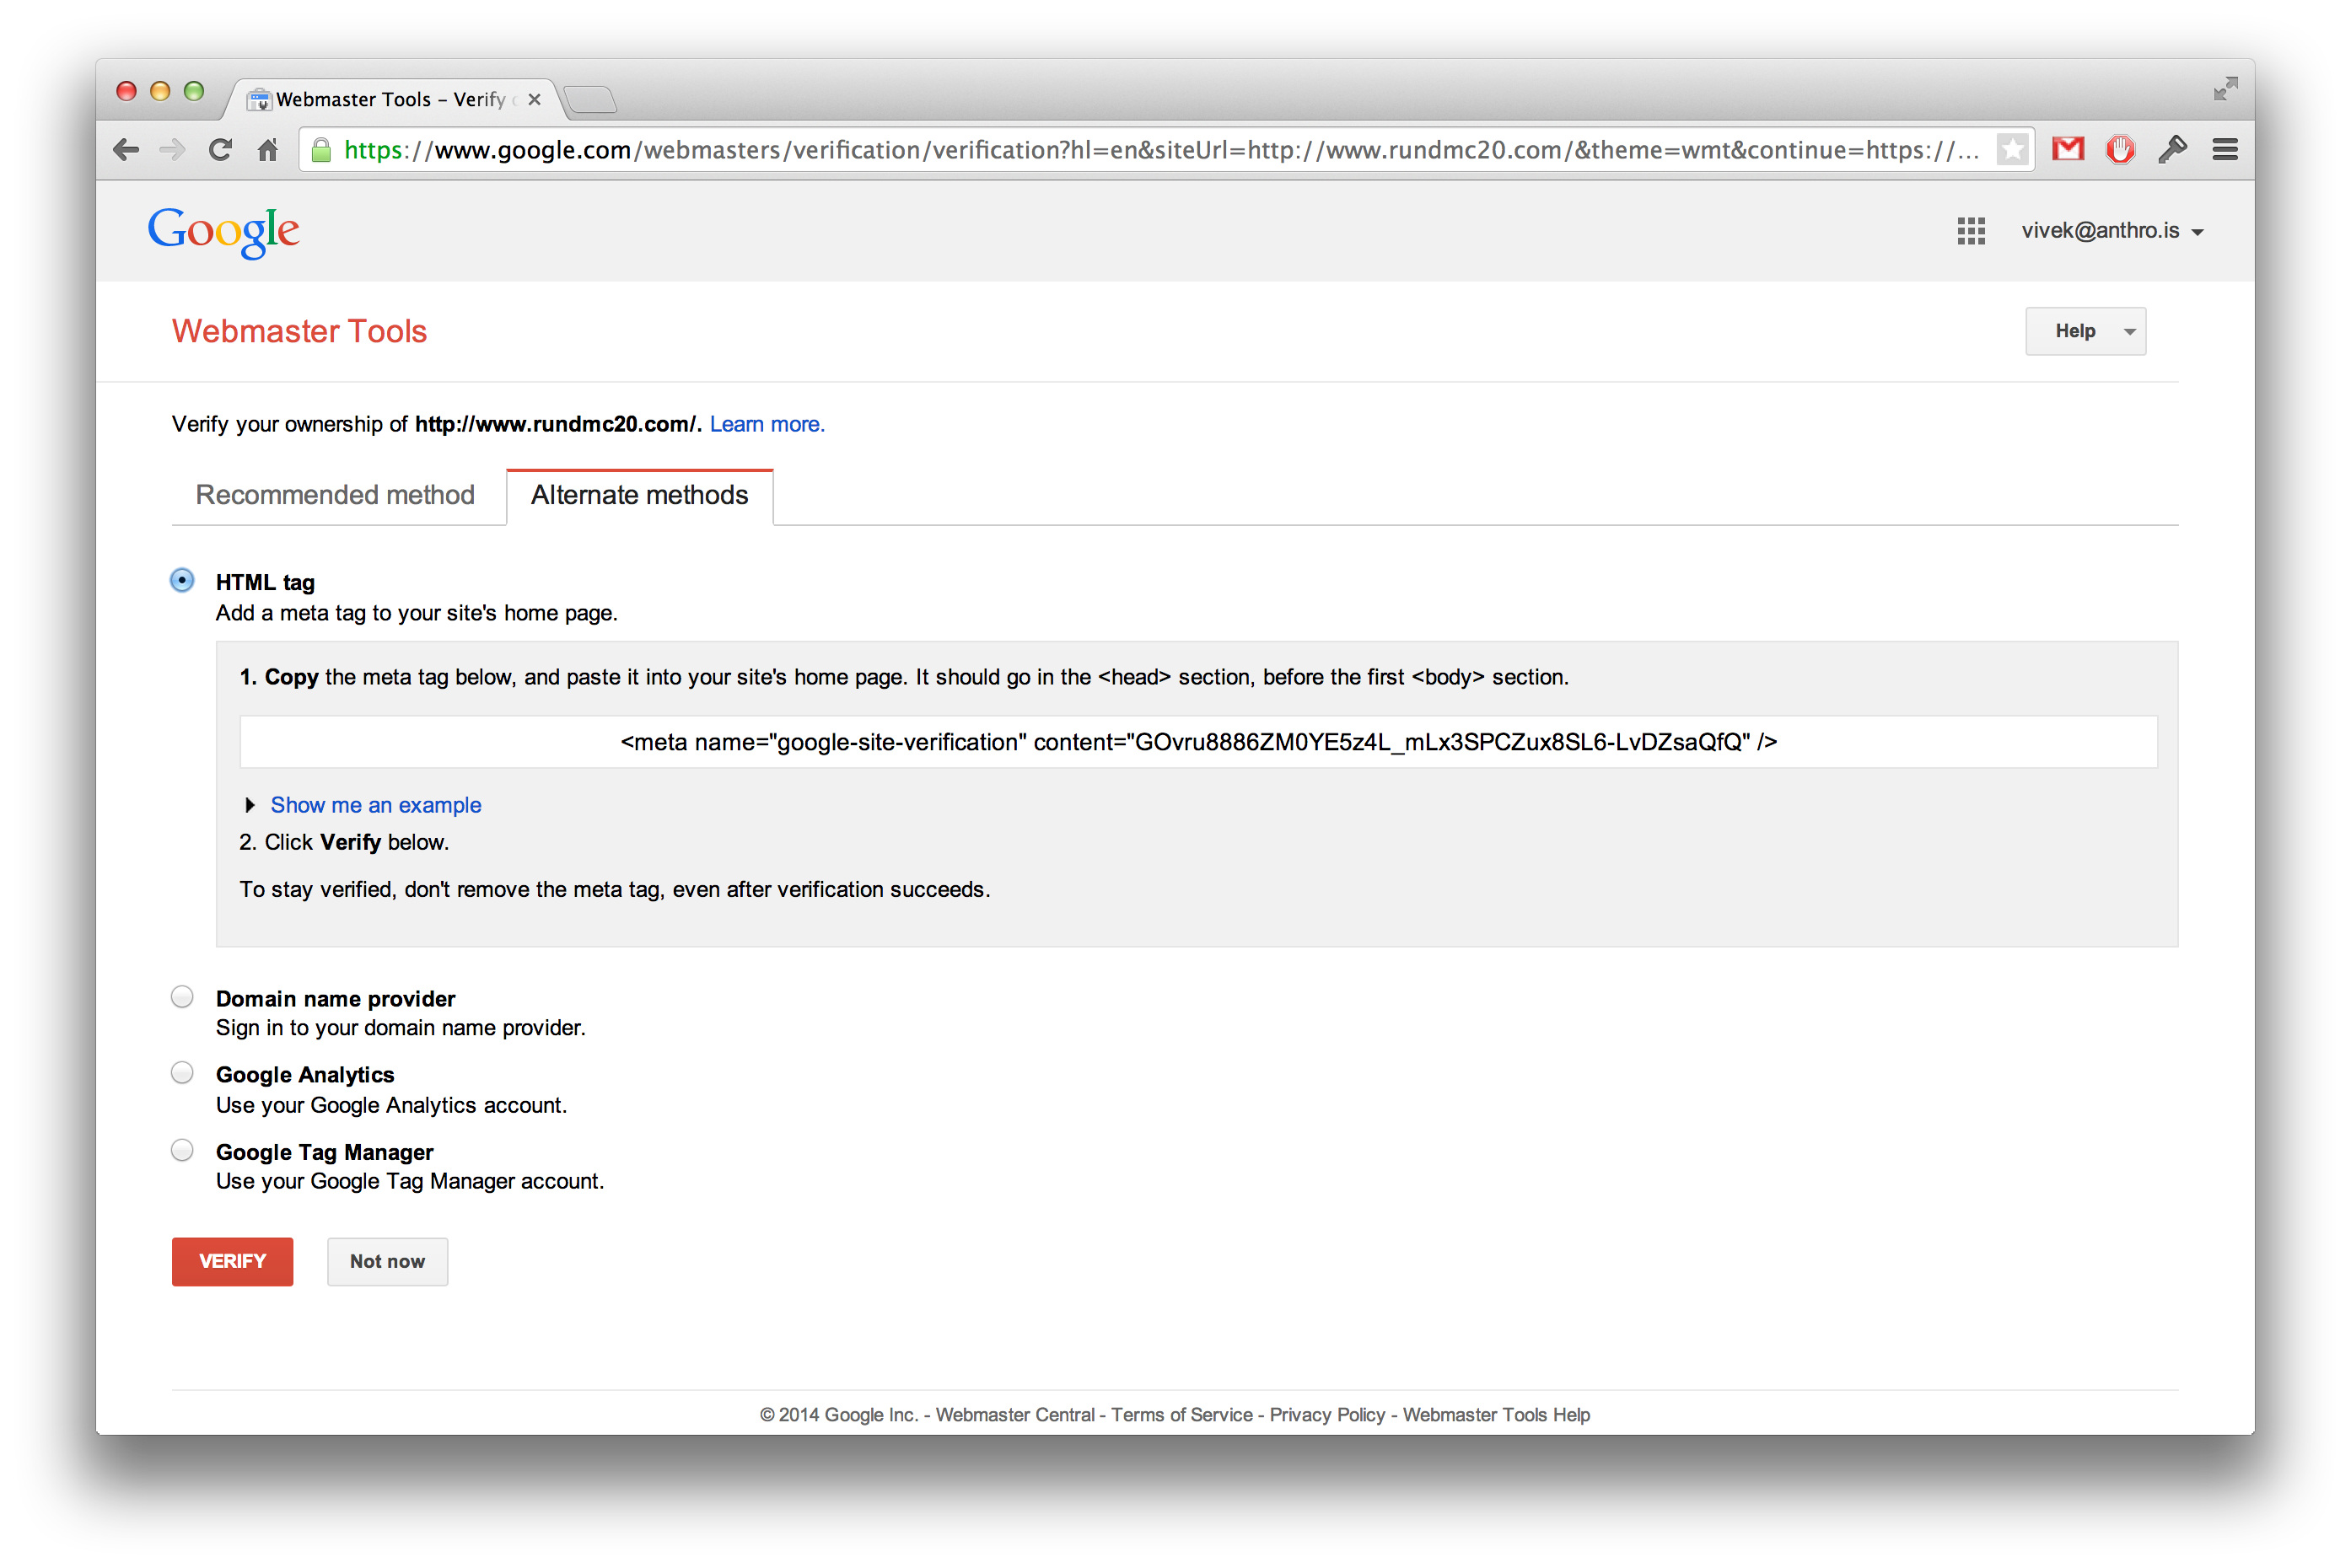 Webmaster Tools – Verify
https://www.google.com/webmasters/verification/verification?hl=en&siteUrl=http://www.rundmc20.com/&theme=wmt&continue=https://...
Google
vivek@anthro.is
Webmaster Tools
Help
Verify your ownership of http://www.rundmc20.com/. Learn more.
Recommended method
Alternate methods
HTML tag
Add a meta tag to your site's home page.
1. Copy the meta tag below, and paste it into your site's home page. It should go in the <head> section, before the first <body> section.
<meta name="google-site-verification" content="GOvru8886ZM0YE5z4L_mLx3SPCZux8SL6-LvDZsaQfQ" />
Show me an example
2. Click Verify below.
To stay verified, don't remove the meta tag, even after verification succeeds.
Domain name provider
Sign in to your domain name provider.
Google Analytics
Use your Google Analytics account.
Google Tag Manager
Use your Google Tag Manager account.
VERIFY
Not now
© 2014 Google Inc. - Webmaster Central - Terms of Service - Privacy Policy - Webmaster Tools Help